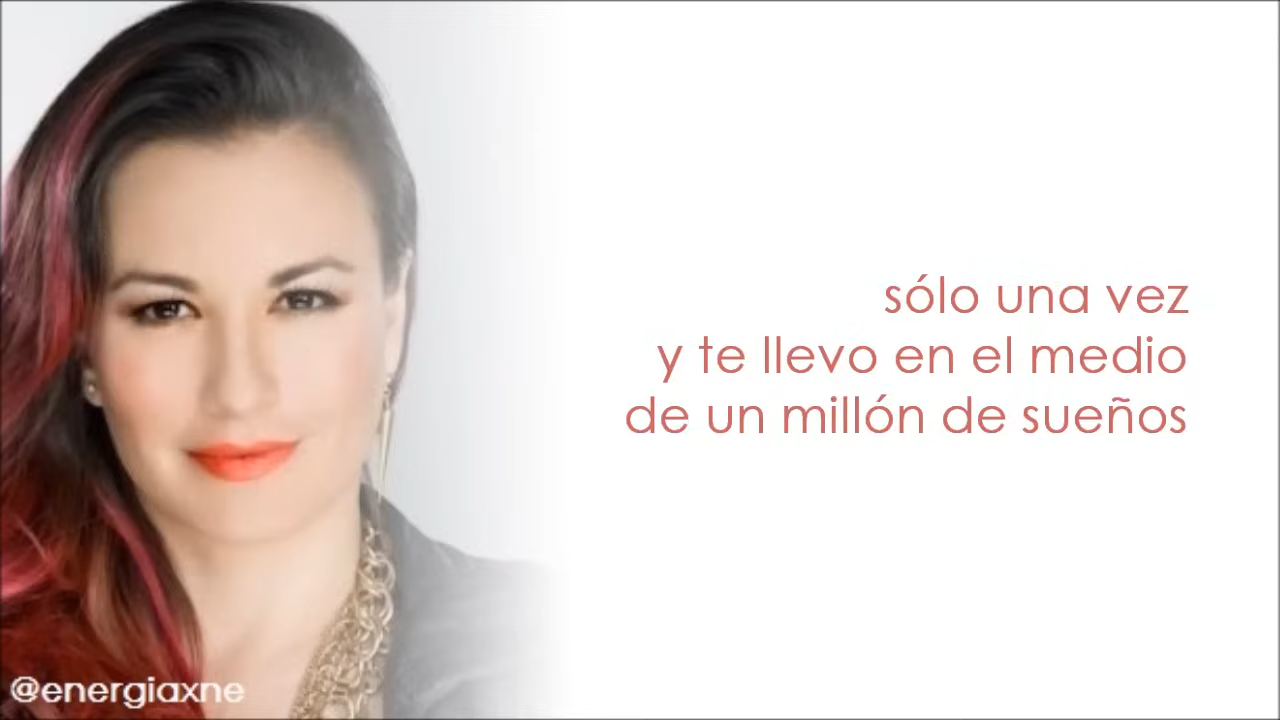 sólo una vez
y te llevo en el medio
de un millón de sueños
@energiaxne